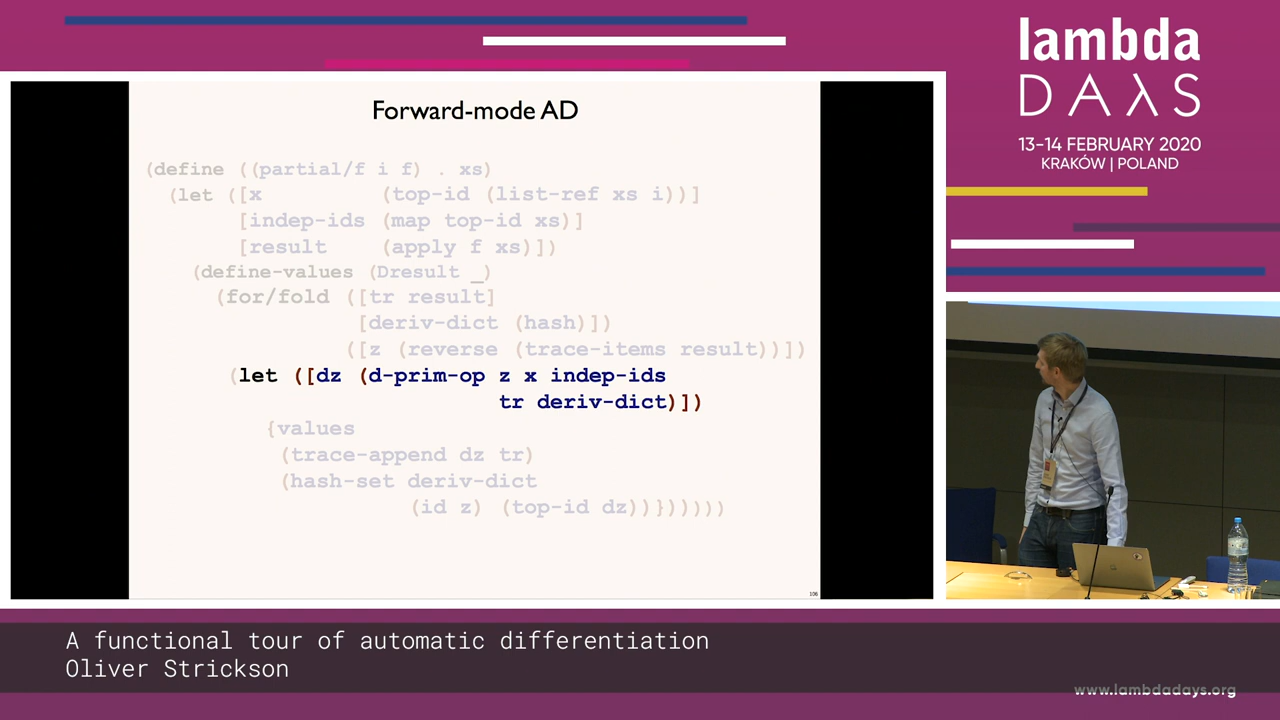 lambda
DAλS
13-14 FEBRUARY 2020
KRAKÓW | POLAND
Forward-mode AD
(define ((partial/f i f) . xs)
(let ([x (top-id (list-ref xs i))]
[indep-ids (map top-id xs)]
[result (apply f xs)])
(define-values (Dresult _)
(for/fold ([tr result]
[deriv-dict (hash)])
([z (reverse (trace-items result))])
(let ([dz (d-prim-op z x indep-ids
tr deriv-dict)])
{values
(trace-append dz tr)
(hash-set deriv-dict
(id z) (top-id dz))})))))
106
A functional tour of automatic differentiation
Oliver Strickson
www.lambdadays.org